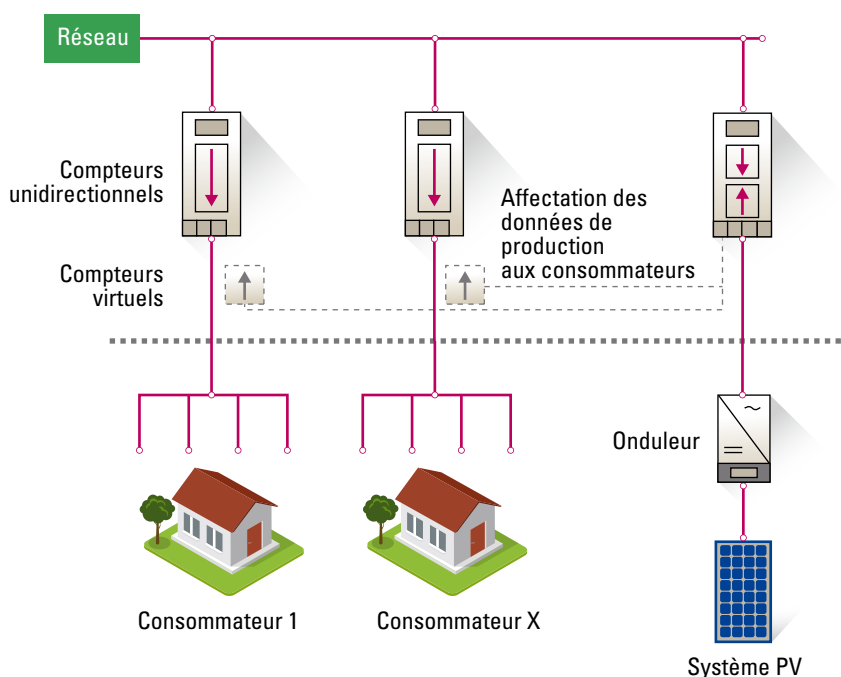 Réseau
Compteurs
unidirectionnels
Affectation des
données de
production
aux consommateurs
Compteurs
virtuels
Onduleur
Consommateur 1
Consommateur X
Système PV